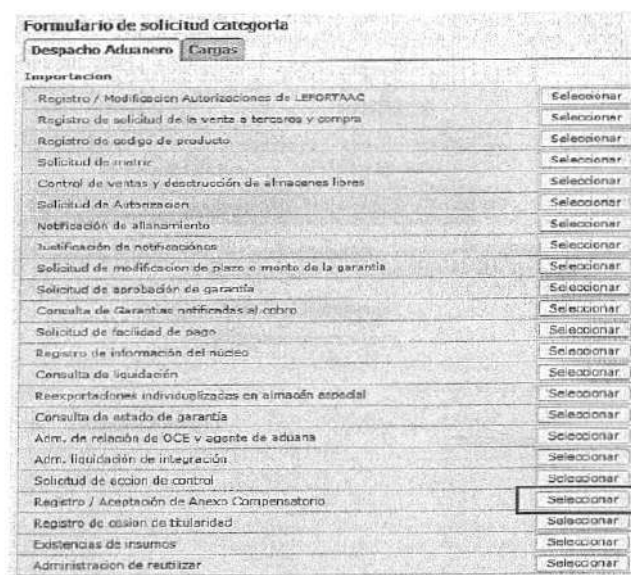 Formulario de solicitud categoria
Despacho Aduanero Cargas
Importacion
Registro / Modificacion Autorizaciones de LEFORTAAC Seleccionar
Registro de solicitud de la venta a terceros y compra Seleccionar
Registro de codigo de producto Seleccionar
Solicitud de matriz Seleccionar
Control de ventas y destrucción de almacenes libres Seleccionar
Solicitud de Autorizacion Seleccionar
Notificación de allanamiento Seleccionar
Justificación de notificaciónes Seleccionar
Solicitud de modificacion de plazo o monto de la garantia Seleccionar
Solicitud de aprobación de garantía Seleccionar
Consulta de Garantias notificadas al cobro Seleccionar
Solicitud de facilidad de pago Seleccionar
Registro de información del núcleo Seleccionar
Consulta de liquidación Seleccionar
Reexportaciones individualizadas en almacén especial Seleccionar
Consulta de estado de garantía Seleccionar
Adm. de relación de OCE y agente de aduana Seleccionar
Adm. liquidación de integración Seleccionar
Solicitud de accion de control Seleccionar
Registro / Aceptación de Anexo Compensatorio Seleccionar
Registro de cesion de titularidad Seleccionar
Existencias de insumos Seleccionar
Administracion de reutilizar Seleccionar